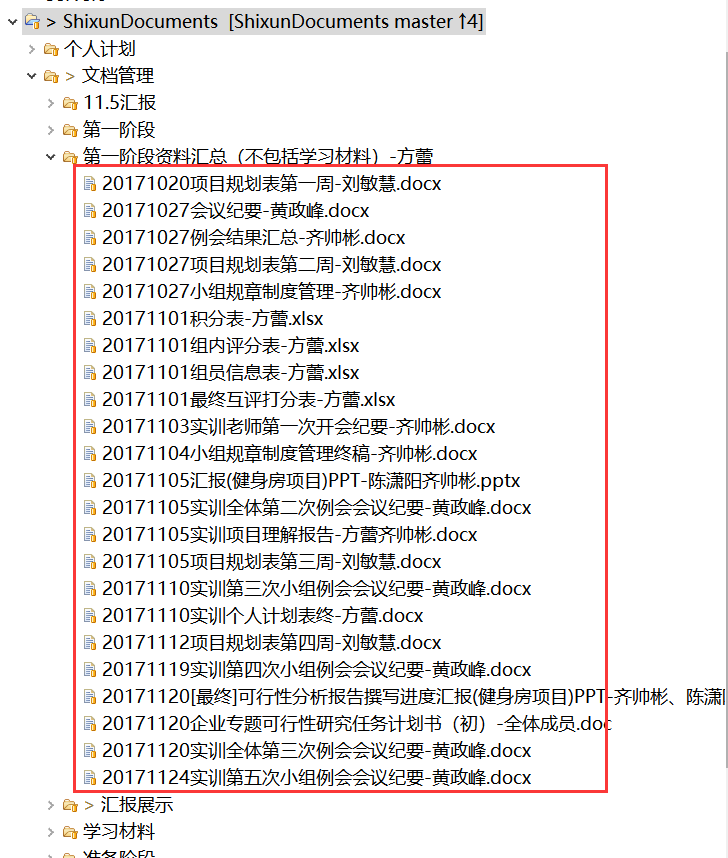 > ShixunDocuments [ShixunDocuments master ↑4]
个人计划
> 文档管理
11.5汇报
第一阶段
第一阶段资料汇总（不包括学习材料）-方蕾
20171020项目规划表第一周-刘敏慧.docx
20171027会议纪要-黄政峰.docx
20171027例会结果汇总-齐帅彬.docx
20171027项目规划表第二周-刘敏慧.docx
20171027小组规章制度管理-齐帅彬.docx
20171101积分表-方蕾.xlsx
20171101组内评分表-方蕾.xlsx
20171101组员信息表-方蕾.xlsx
20171101最终互评打分表-方蕾.xlsx
20171103实训老师第一次开会纪要-齐帅彬.docx
20171104小组规章制度管理终稿-齐帅彬.docx
20171105汇报(健身房项目)PPT-陈潇阳齐帅彬.pptx
20171105实训全体第二次例会会议纪要-黄政峰.docx
20171105实训项目理解报告-方蕾齐帅彬.docx
20171105项目规划表第三周-刘敏慧.docx
20171110实训第三次小组例会会议纪要-黄政峰.docx
20171110实训个人计划表终-方蕾.docx
20171112项目规划表第四周-刘敏慧.docx
20171119实训第四次小组例会会议纪要-黄政峰.docx
20171120[最终]可行性分析报告撰写进度汇报(健身房项目)PPT-齐帅彬、陈潇
20171120企业专题可行性研究任务计划书（初）-全体成员.doc
20171120实训全体第三次例会会议纪要-黄政峰.docx
20171124实训第五次小组例会会议纪要-黄政峰.docx
> 汇报展示
学习材料
准备阶段